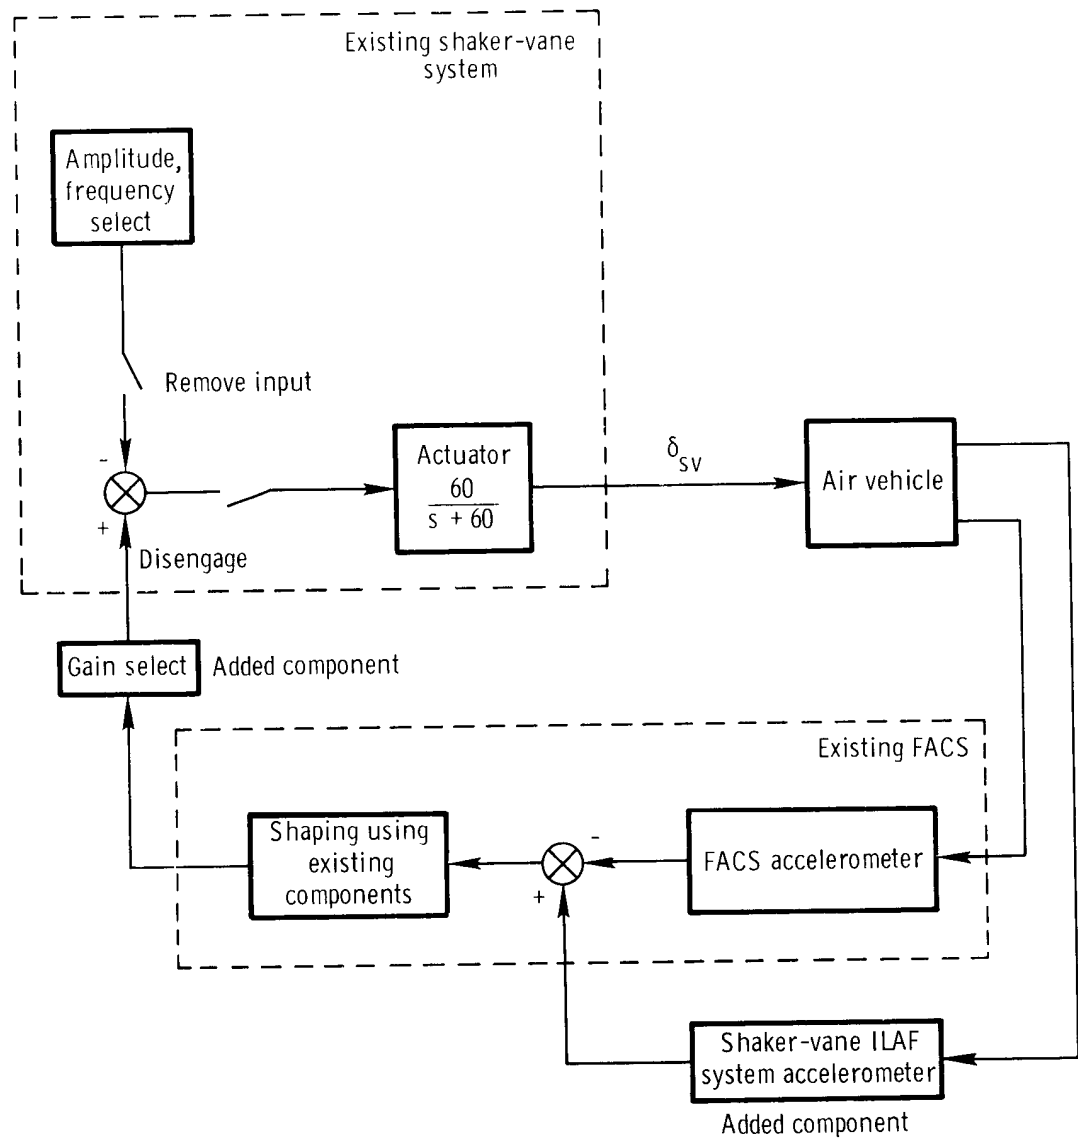 Existing shaker-vane
system
Amplitude,
frequency
select
Remove input
-
+
Disengage
Actuator
60
s + 60
δsv
Air vehicle
Gain select
Added component
Existing FACS
Shaping using
existing
components
-
+
FACS accelerometer
Shaker-vane ILAF
system accelerometer
Added component